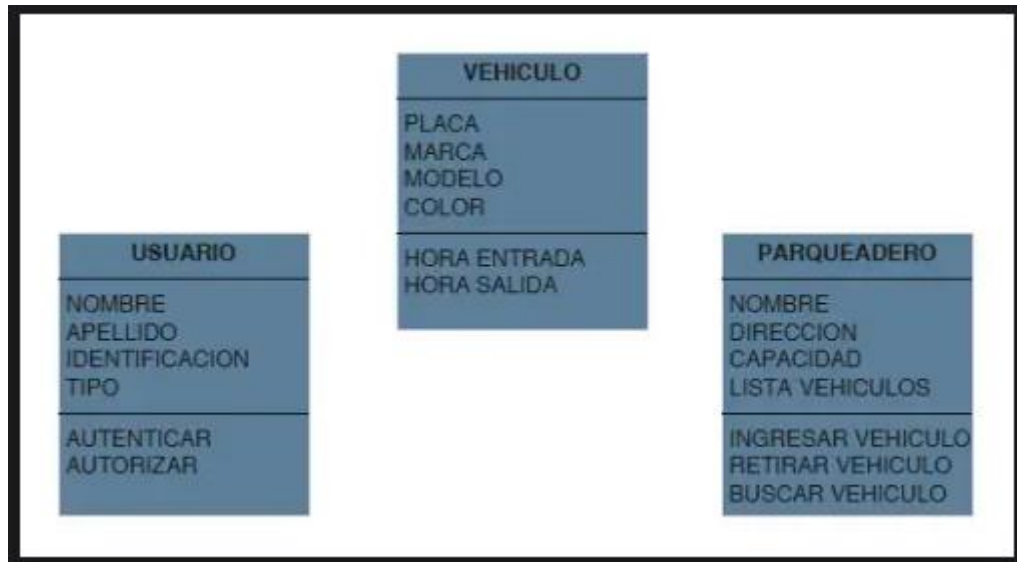 VEHICULO
PLACA
MARCA
MODELO
COLOR
HORA ENTRADA
HORA SALIDA
USUARIO
NOMBRE
APELLIDO
IDENTIFICACION
TIPO
AUTENTICAR
AUTORIZAR
PARQUEADERO
NOMBRE
DIRECCION
CAPACIDAD
LISTA VEHICULOS
INGRESAR VEHICULO
RETIRAR VEHICULO
BUSCAR VEHICULO